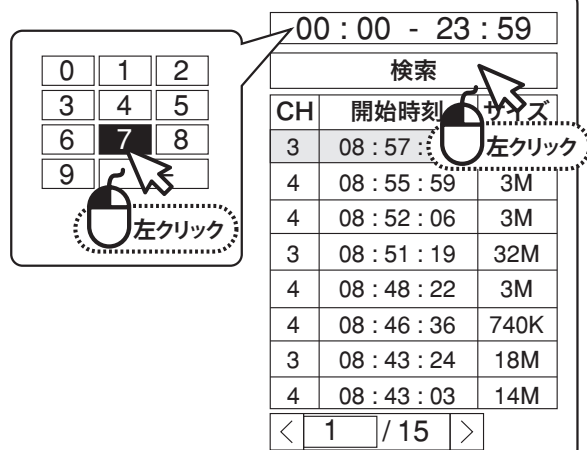 00 : 00 - 23 : 59
0 1 2
3 4 5
6 7 8
9
左クリック
検索
CH 開始時刻 サイズ
左クリック
3 08 : 57 :
4 08 : 55 : 59 3M
4 08 : 52 : 06 3M
3 08 : 51 : 19 32M
4 08 : 48 : 22 3M
4 08 : 46 : 36 740K
3 08 : 43 : 24 18M
4 08 : 43 : 03 14M
< 1 / 15 >